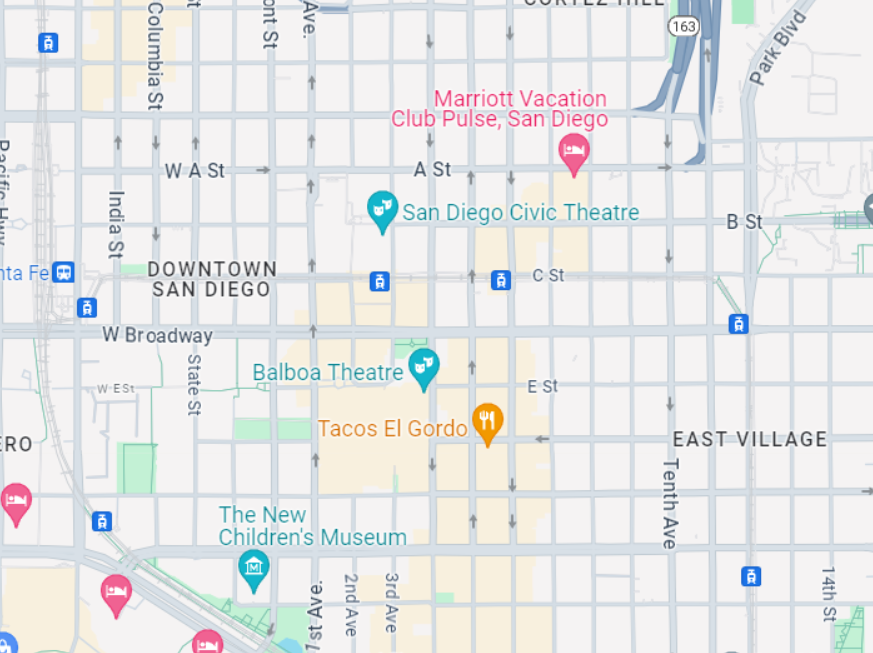 CORTEZ HILL
163
Park Blvd
Columbia St
ont St
Ave.
Marriott Vacation
Club Pulse, San Diego
Pacific Hwy
W A St
A St
India St
San Diego Civic Theatre
B St
nta Fe
DOWNTOWN
SAN DIEGO
C St
W Broadway
State St
Balboa Theatre
W E St
E St
Tacos El Gordo
ERO
EAST VILLAGE
Tenth Ave
The New
Children's Museum
1st Ave.
2nd Ave
3rd Ave
14th St